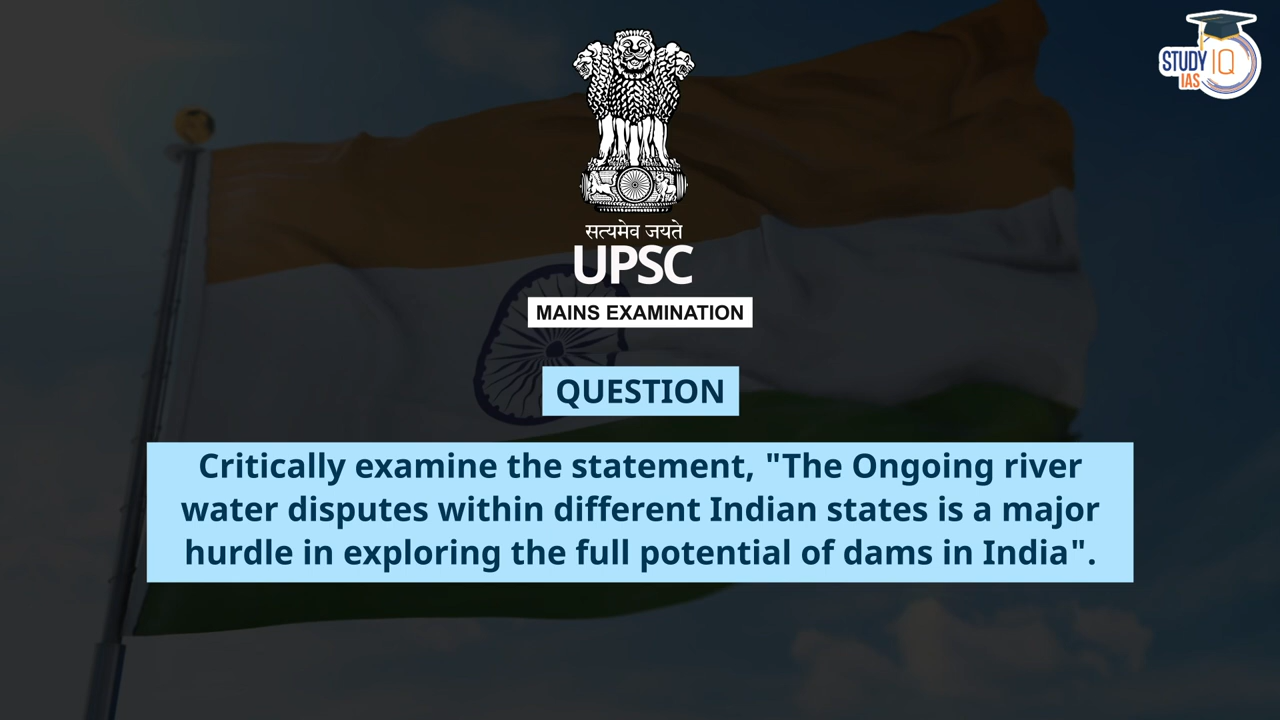 STUDY IQ
IAS
सत्यमेव जयते
UPSC
MAINS EXAMINATION
QUESTION
Critically examine the statement, "The Ongoing river
water disputes within different Indian states is a major
hurdle in exploring the full potential of dams in India".